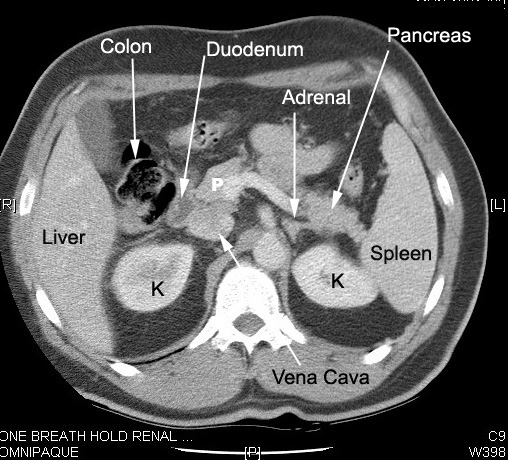 Colon
Duodenum
Pancreas
Adrenal
P
[R]
[L]
Liver
Spleen
K
K
Vena Cava
ONE BREATH HOLD RENAL ...
C9
OMNIPAQUE
[P]
W398